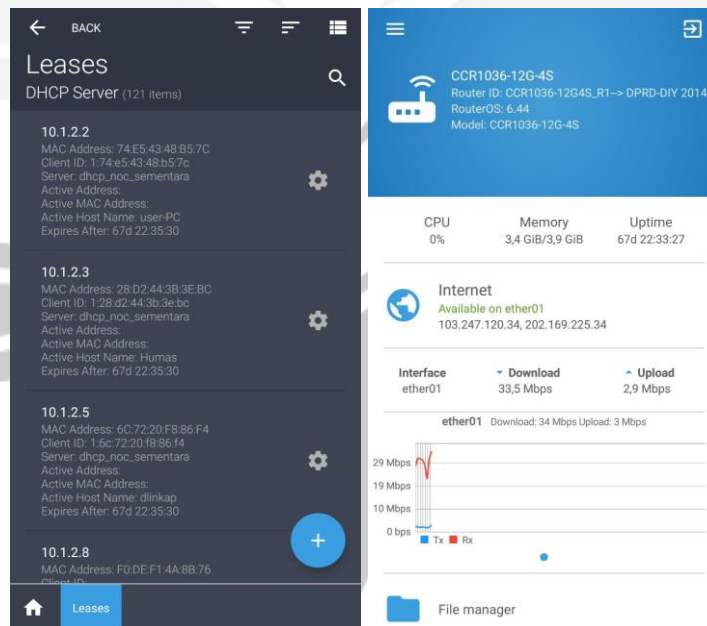 BACK
Leases
DHCP Server (121 items)
10.1.2.2
MAC Address: 74:E5:43:48:B5:7C
Client ID: 1:74:e5:43:48:b5:7c
Server: dhcp_noc_sementara
Active Address:
Active MAC Address:
Active Host Name: user-PC
Expires After: 67d 22:35:30
10.1.2.3
MAC Address: 28:D2:44:3B:3E:BC
Client ID: 1:28:d2:44:3b:3e:bc
Server: dhcp_noc_sementara
Active Address:
Active MAC Address:
Active Host Name: Humas
Expires After: 67d 22:35:30
10.1.2.5
MAC Address: 6C:72:20:F8:86:F4
Client ID: 1:6c:72:20:f8:86:f4
Server: dhcp_noc_sementara
Active Address:
Active MAC Address:
Active Host Name: dlinkap
Expires After: 67d 22:35:30
10.1.2.8
MAC Address: F0:DE:F1:4A:8B:76
Client ID:
Leases
CCR1036-12G-4S
Router ID: CCR1036-12G4S_R1--> DPRD-DIY 2014
RouterOS: 6.44
Model: CCR1036-12G-4S
CPU Memory Uptime
0% 3,4 GiB/3,9 GiB 67d 22:33:27
Internet
Available on ether01
103.247.120.34, 202.169.225.34
Interface Download Upload
ether01 33,5 Mbps 2,9 Mbps
ether01 Download: 34 Mbps Upload: 3 Mbps
29 Mbps
19 Mbps
10 Mbps
0 bps
Tx Rx
File manager